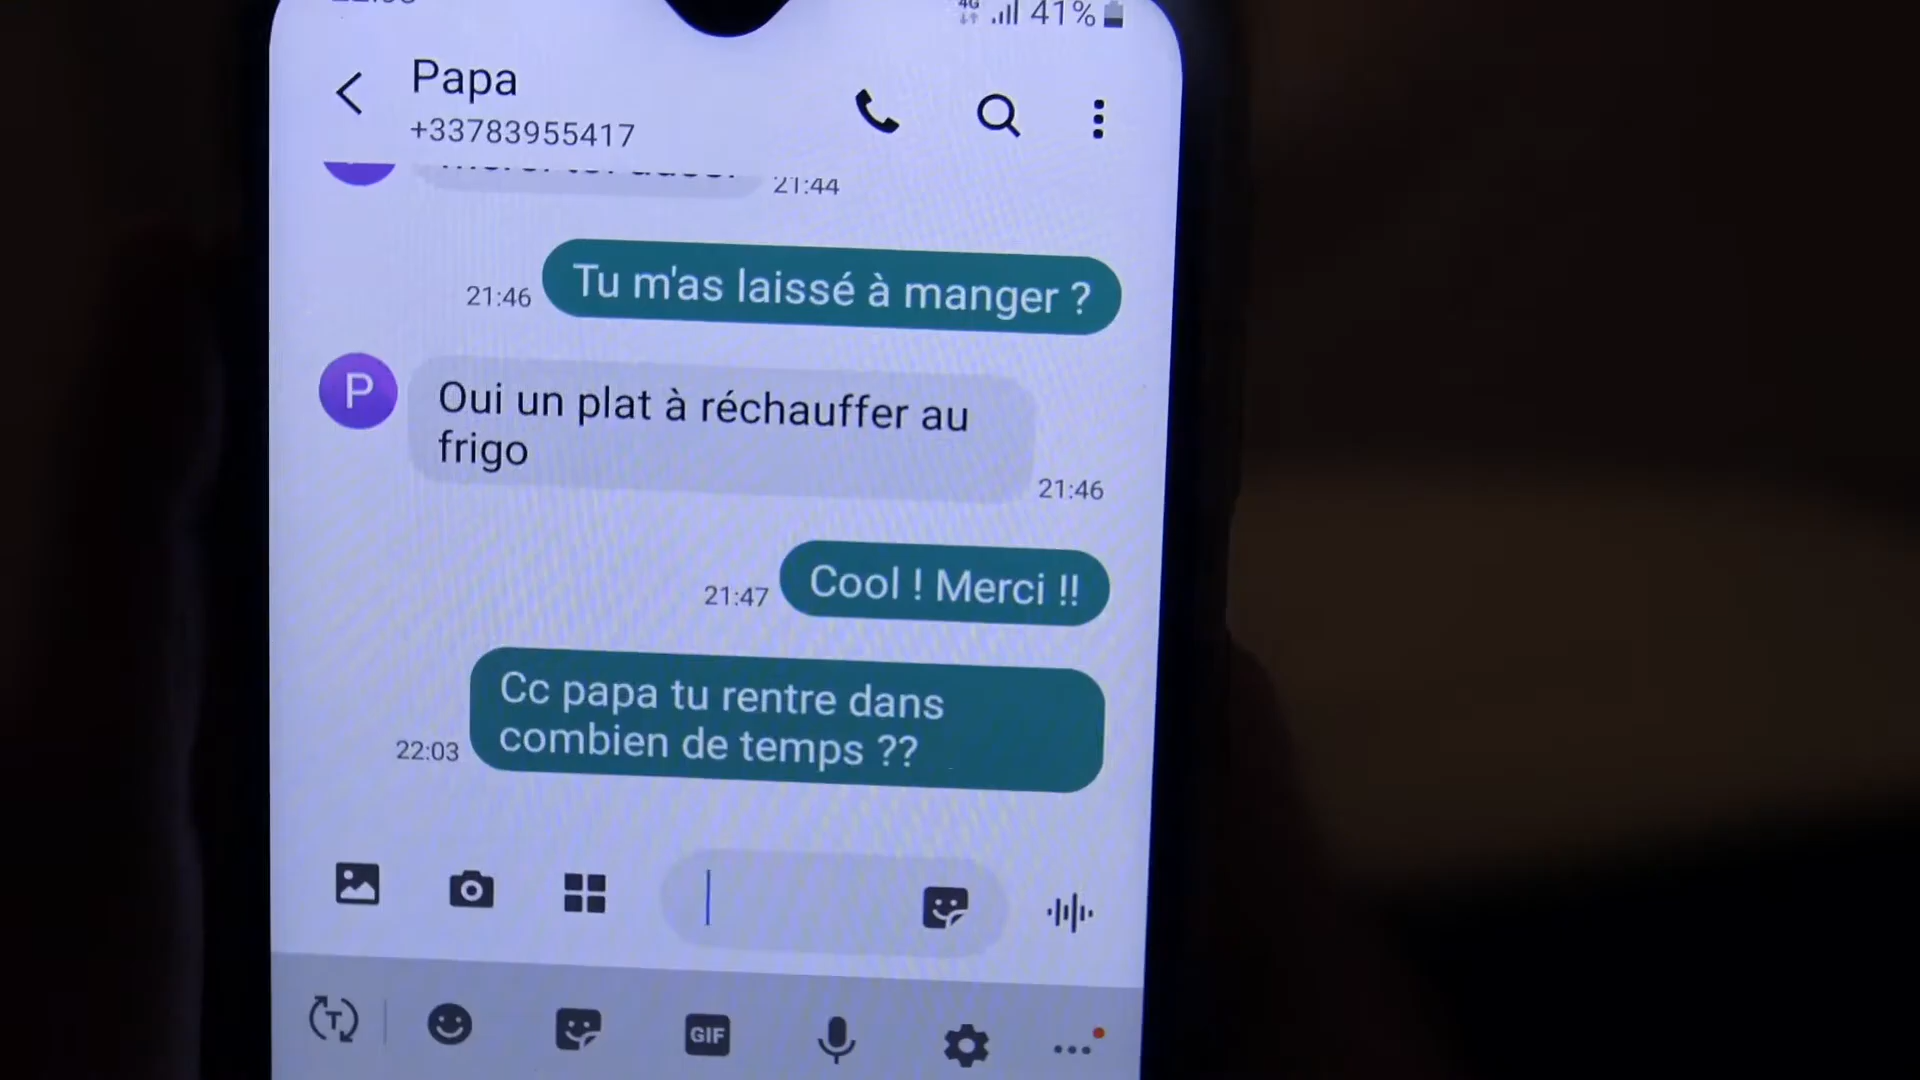 4G 41%
Papa
+33783955417
21:44
Tu m'as laissé à manger ?
21:46
P
Oui un plat à réchauffer au
frigo
21:46
Cool ! Merci !!
21:47
Cc papa tu rentre dans
combien de temps ??
22:03
T
GIF